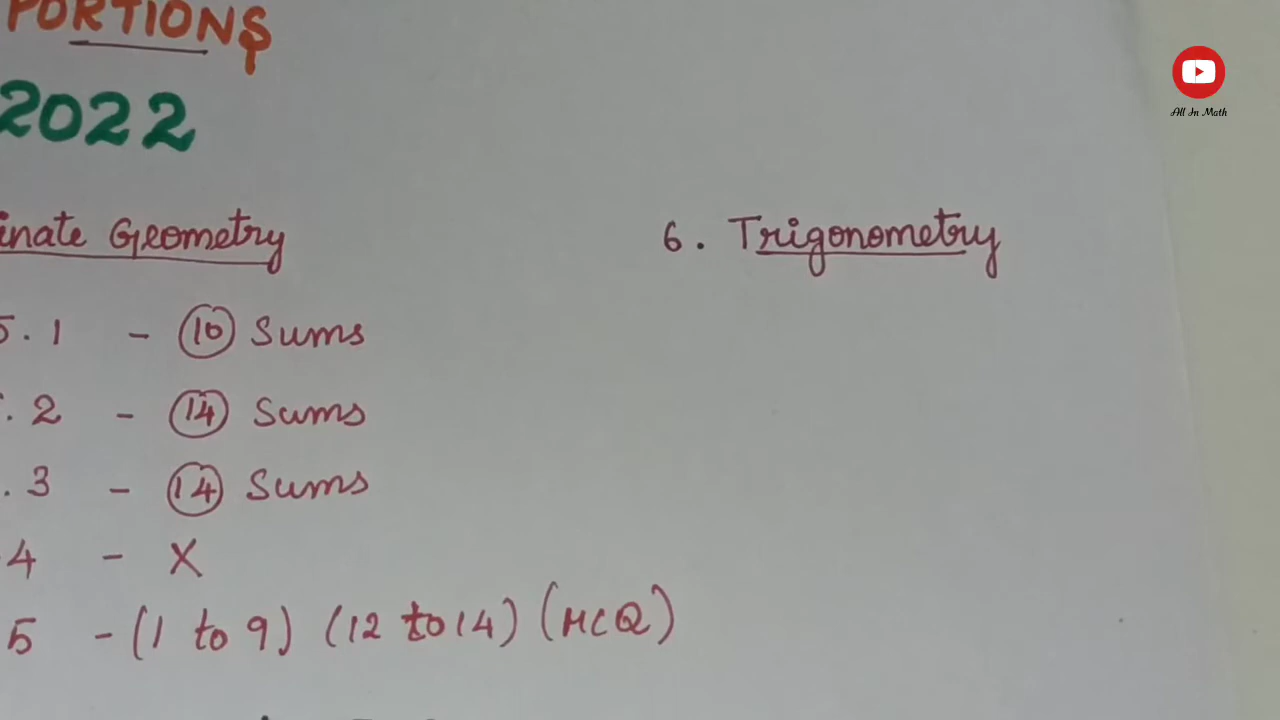 PORTIONS
2022
All In Math
inate Geometry
6. Trigonometry
5.1 - 10 Sums
.2 - 14 Sums
.3 - 14 Sums
4 - X
5 - (1 to 9) (12 to 14) (MCQ)